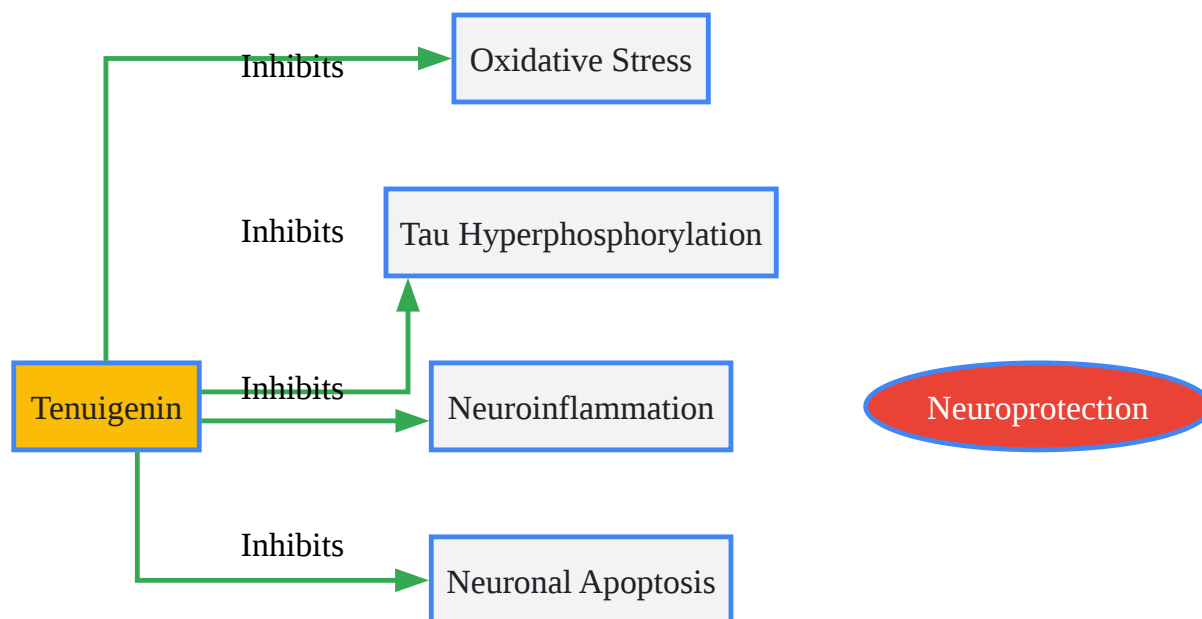 Oxidative Stress
Inhibits
Inhibits
Tau Hyperphosphorylation
Inhibits
Tenuigenin
Neuroinflammation
Neuroprotection
Inhibits
Neuronal Apoptosis